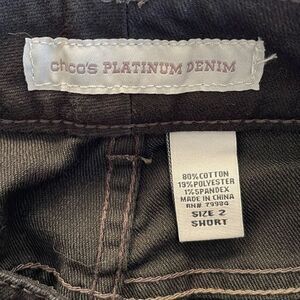 chico's PLATINUM DENIM
80%COTTON
19%POLYESTER
1%SPANDEX
MADE IN CHINA
RN# 79984
SIZE 2
SHORT